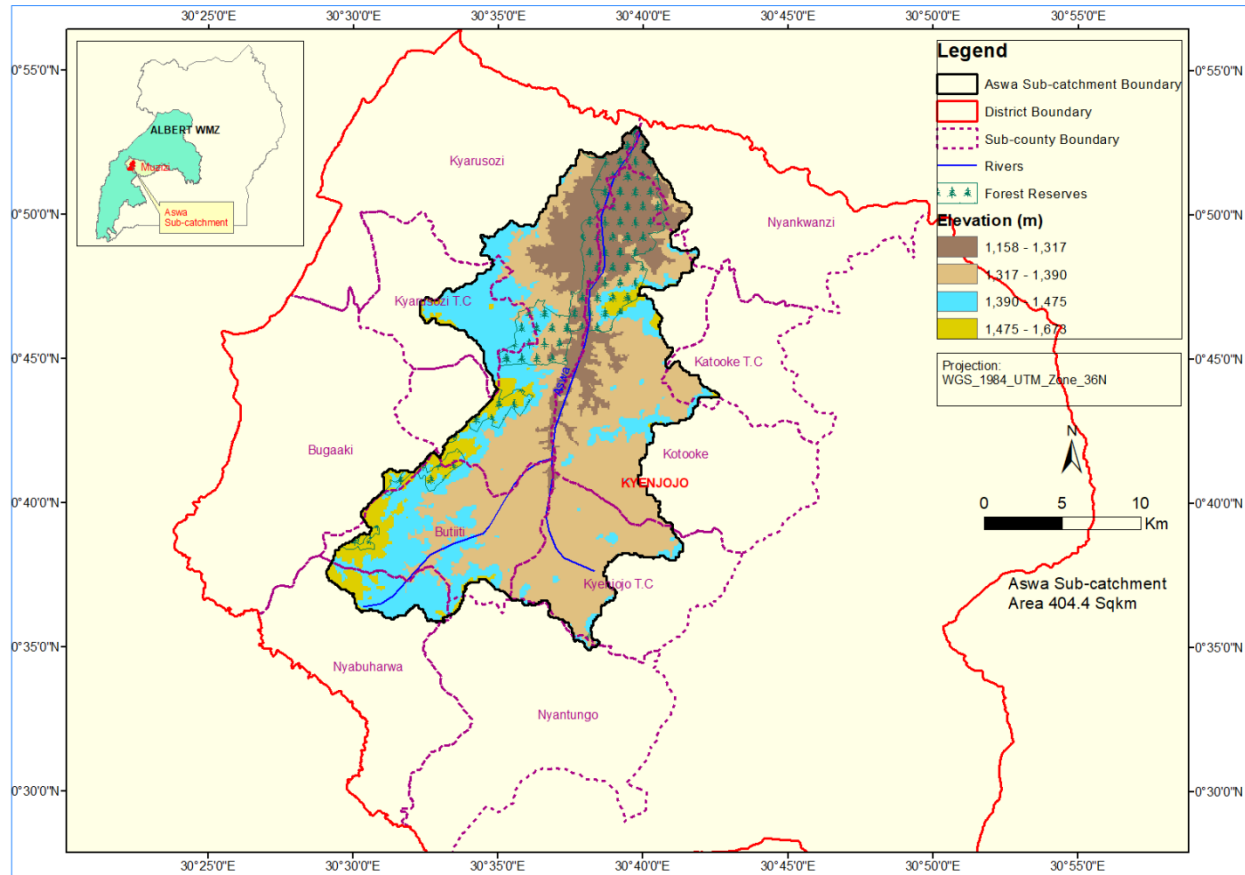 30°25'0"E 30°30'0"E 30°35'0"E 30°40'0"E 30°45'0"E 30°50'0"E 30°55'0"E
0°55'0"N
0°50'0"N
0°45'0"N
0°40'0"N
0°35'0"N
0°30'0"N
ALBERT WMZ
Aswa
Sub-catchment
Kyarusozi
Nyankwanzi
Kyarusozi T.C
Katooke T.C
Aswa
Bugaaki
Kotooke
KYENJOJO
Butiiti
Kyenjojo T.C
Nyabuharwa
Nyantungo
Legend
Aswa Sub-catchment Boundary
District Boundary
Sub-county Boundary
Rivers
Forest Reserves
Elevation (m)
1,158 - 1,317
1,317 - 1,390
1,390 - 1,475
1,475 - 1,673
Projection:
WGS_1984_UTM_Zone_36N
N
0 5 10
Km
Aswa Sub-catchment
Area 404.4 Sqkm
0°55'0"N
0°50'0"N
0°45'0"N
0°40'0"N
0°35'0"N
0°30'0"N
30°25'0"E 30°30'0"E 30°35'0"E 30°40'0"E 30°45'0"E 30°50'0"E 30°55'0"E